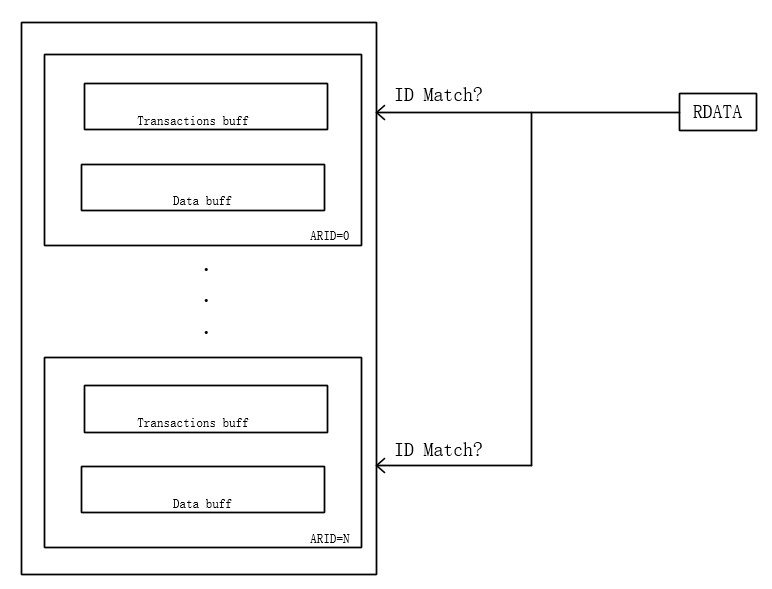 ID Match?
RDATA
Transactions buff
Data buff
ARID=0
.
.
.
ID Match?
Transactions buff
Data buff
ARID=N